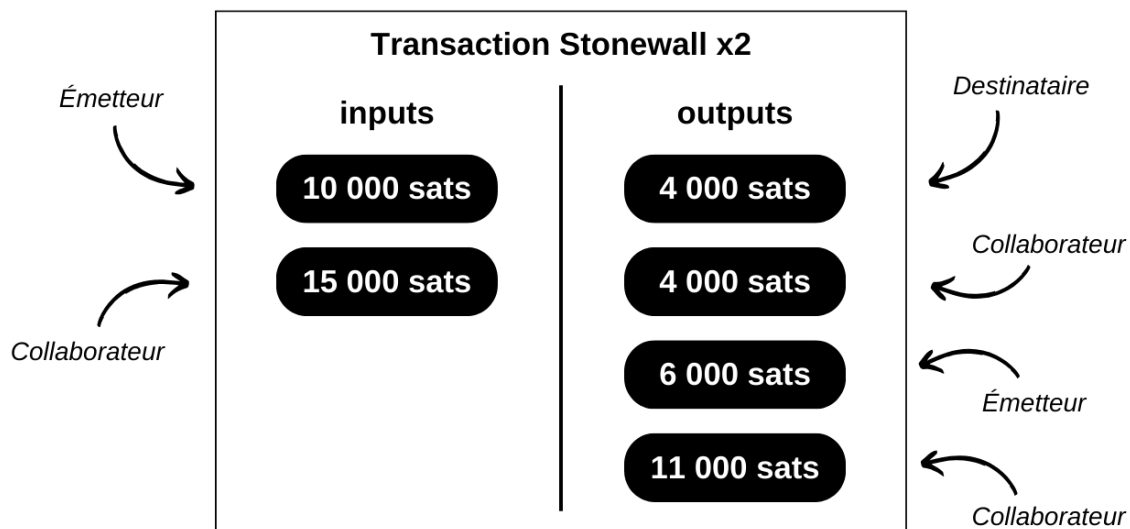 Transaction Stonewall x2
Émetteur
inputs
outputs
Destinataire
10 000 sats
4 000 sats
15 000 sats
4 000 sats
Collaborateur
Collaborateur
6 000 sats
Émetteur
11 000 sats
Collaborateur